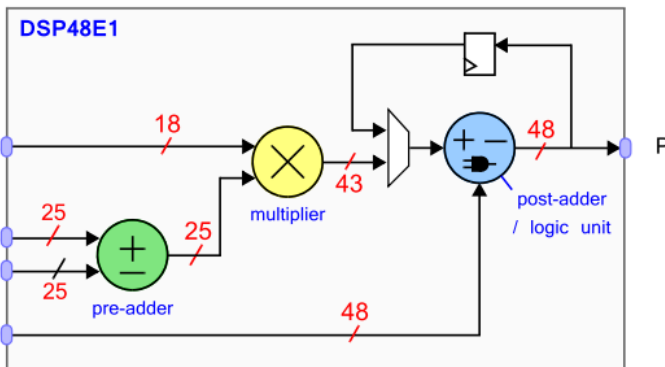 DSP48E1
18
43
48
P
multiplier
post-adder
/ logic unit
25
25
25
pre-adder
48